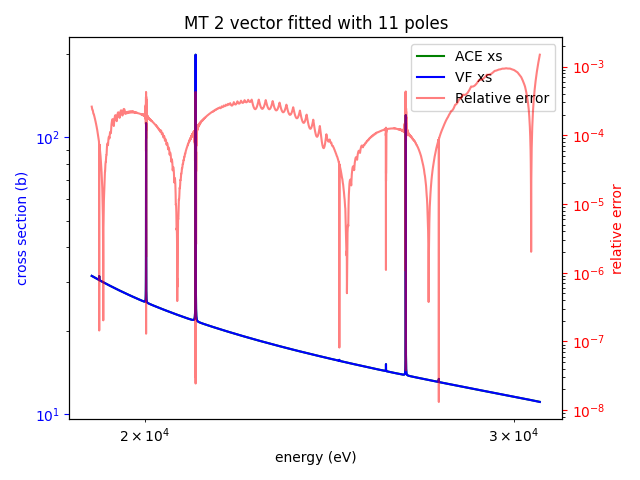 MT 2 vector fitted with 11 poles
ACE xs
VF xs
Relative error
cross section (b)
10²
10¹
relative error
10⁻³
10⁻⁴
10⁻⁵
10⁻⁶
10⁻⁷
10⁻⁸
2 × 10⁴
3 × 10⁴
energy (eV)